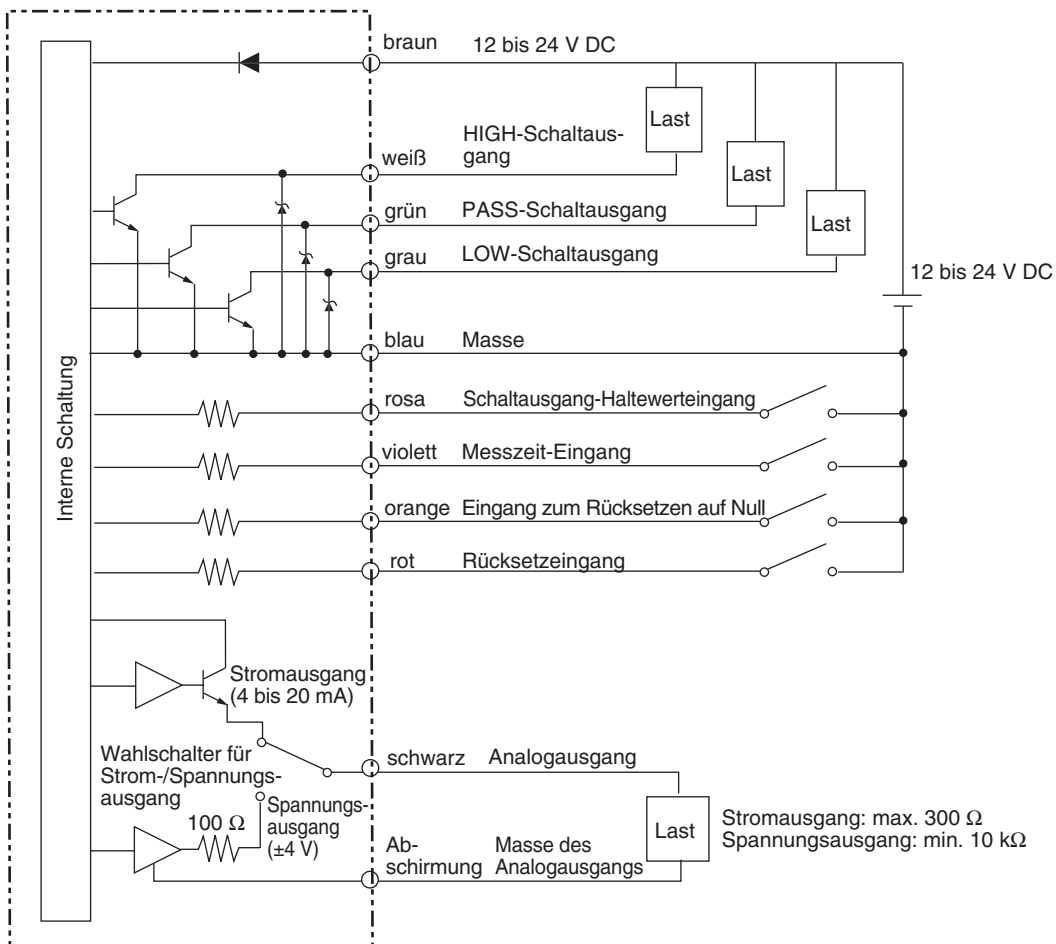 braun 12 bis 24 V DC
Last
HIGH-Schaltaus-
gang
weiß
Last
grün PASS-Schaltausgang
Last
grau LOW-Schaltausgang
12 bis 24 V DC
blau Masse
Interne Schaltung
rosa Schaltausgang-Haltewerteingang
violett Messzeit-Eingang
orange Eingang zum Rücksetzen auf Null
rot Rücksetzeingang
Stromausgang
(4 bis 20 mA)
Wahlschalter für
Strom-/Spannungs-
ausgang
schwarz Analogausgang
Spannungs-
ausgang
(±4 V)
100 Ω
Last
Stromausgang: max. 300 Ω
Spannungsausgang: min. 10 kΩ
Ab-
schirmung
Masse des
Analogausgangs